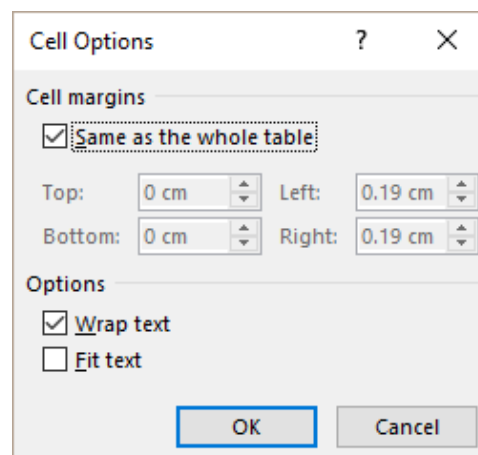 Cell Options ?
Cell margins
Same as the whole table
Top: 0 cm Left: 0.19 cm
Bottom: 0 cm Right: 0.19 cm
Options
Wrap text
Fit text
OK Cancel